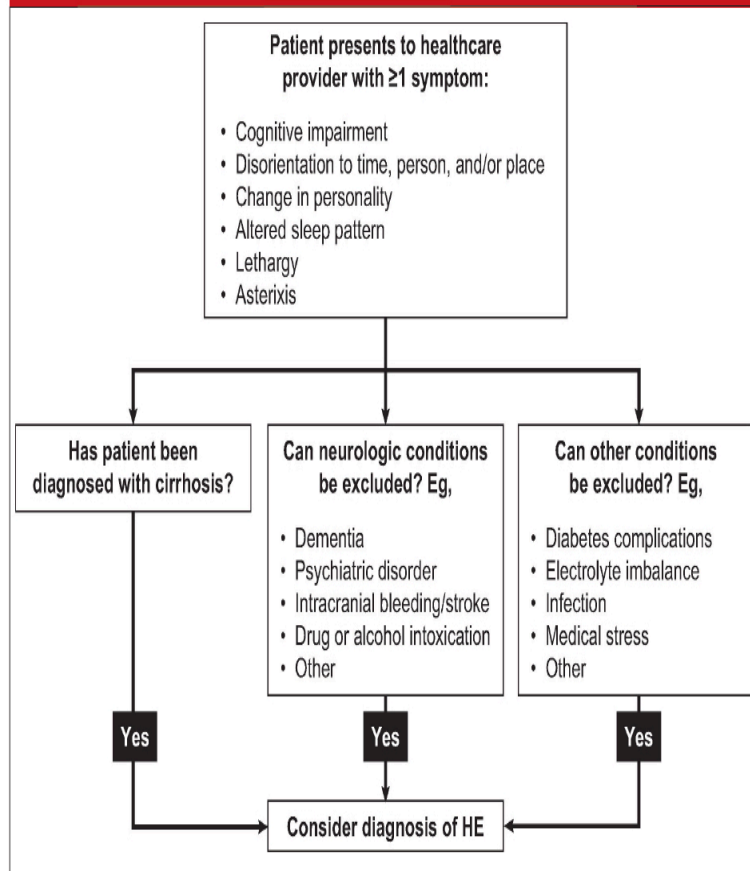 Patient presents to healthcare
provider with ≥1 symptom:
• Cognitive impairment
• Disorientation to time, person, and/or place
• Change in personality
• Altered sleep pattern
• Lethargy
• Asterixis
Has patient been
diagnosed with cirrhosis?
Can neurologic conditions
be excluded? Eg,
• Dementia
• Psychiatric disorder
• Intracranial bleeding/stroke
• Drug or alcohol intoxication
• Other
Can other conditions
be excluded? Eg,
• Diabetes complications
• Electrolyte imbalance
• Infection
• Medical stress
• Other
Yes
Yes
Yes
Consider diagnosis of HE